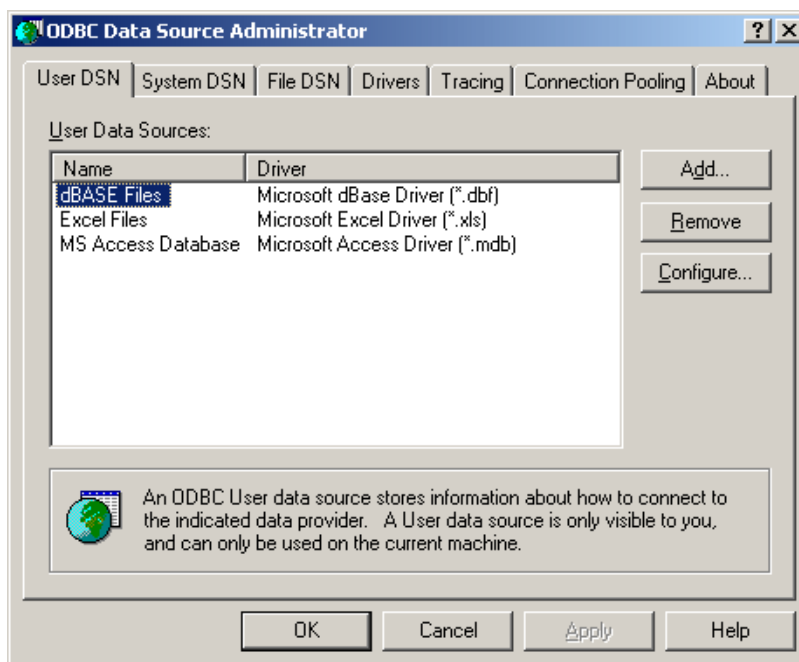 ODBC Data Source Administrator
User DSN System DSN File DSN Drivers Tracing Connection Pooling About
User Data Sources:
Name Driver
dBASE Files Microsoft dBase Driver (*.dbf)
Excel Files Microsoft Excel Driver (*.xls)
MS Access Database Microsoft Access Driver (*.mdb)
Add...
Remove
Configure...
An ODBC User data source stores information about how to connect to
the indicated data provider. A User data source is only visible to you,
and can only be used on the current machine.
OK Cancel Apply Help